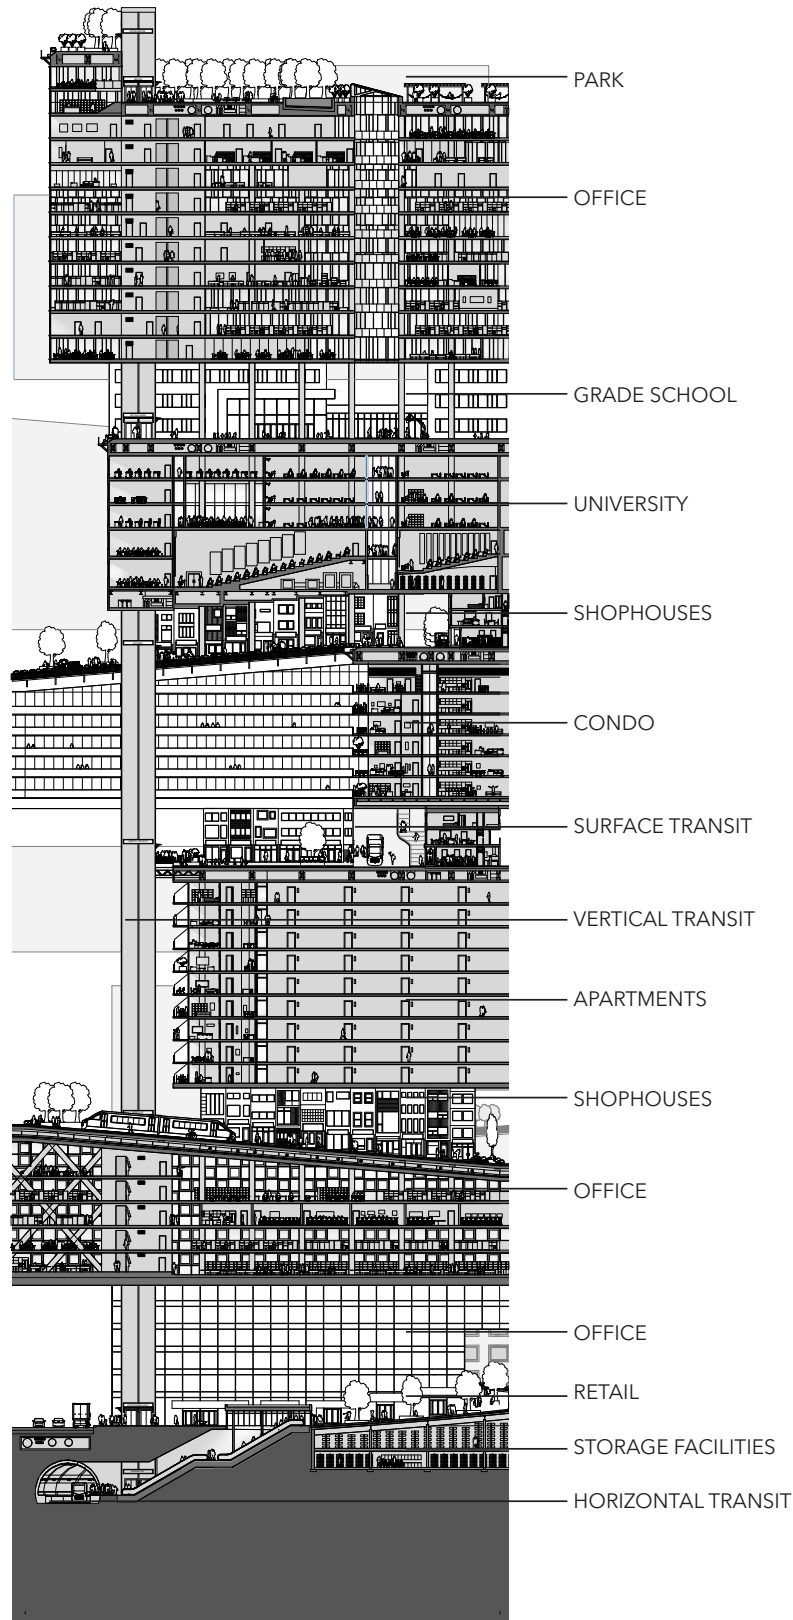 PARK
OFFICE
GRADE SCHOOL
UNIVERSITY
SHOPHOUSES
CONDO
SURFACE TRANSIT
VERTICAL TRANSIT
APARTMENTS
SHOPHOUSES
OFFICE
OFFICE
RETAIL
STORAGE FACILITIES
HORIZONTAL TRANSIT